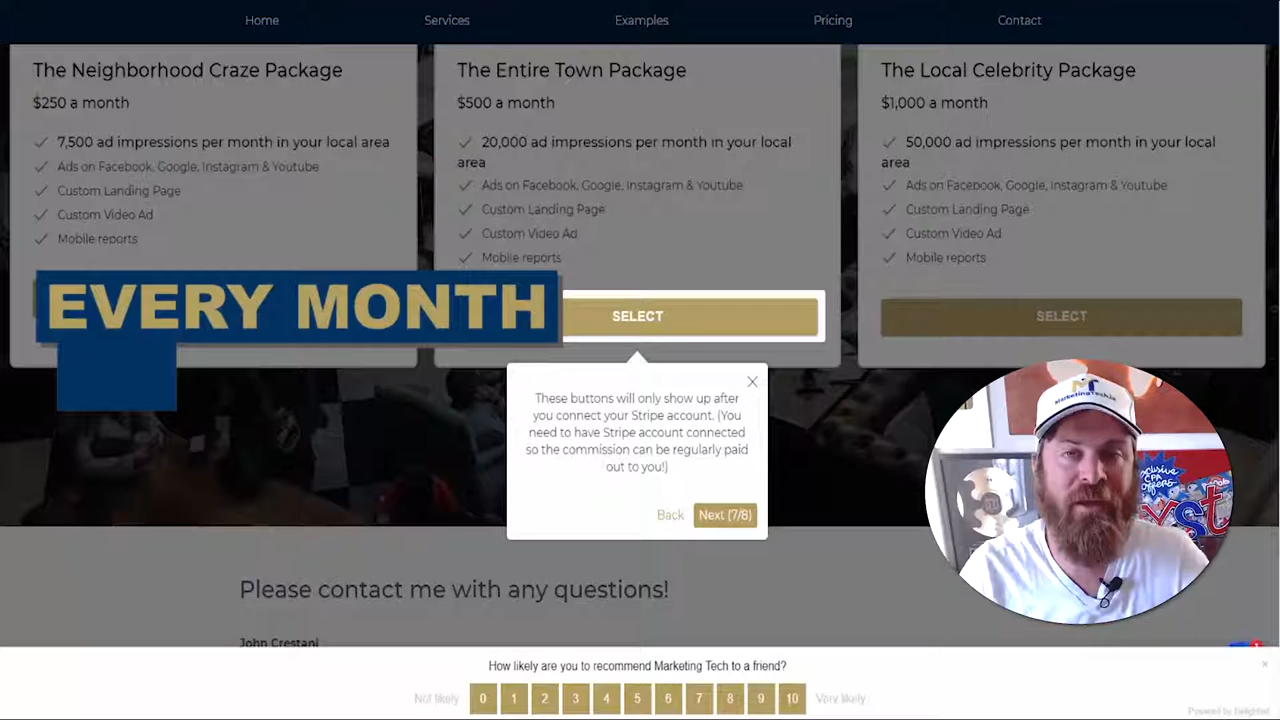 Home Services Examples Pricing Contact
The Neighborhood Craze Package
$250 a month
7,500 ad impressions per month in your local area
Ads on Facebook, Google, Instagram & Youtube
Custom Landing Page
Custom Video Ad
Mobile reports
The Entire Town Package
$500 a month
20,000 ad impressions per month in your local
area
Ads on Facebook, Google, Instagram & Youtube
Custom Landing Page
Custom Video Ad
Mobile reports
SELECT
The Local Celebrity Package
$1,000 a month
50,000 ad impressions per month in your local
area
Ads on Facebook, Google, Instagram & Youtube
Custom Landing Page
Custom Video Ad
Mobile reports
SELECT
EVERY MONTH
These buttons will only show up after
you connect your Stripe account. (You
need to have Stripe account connected
so the commission can be regularly paid
out to you!)
Back Next (7/8)
MarketingTech.io
Exclusive
CPA
offers
Please contact me with any questions!
John Crestani
How likely are you to recommend Marketing Tech to a friend?
Not likely 0 1 2 3 4 5 6 7 8 9 10 Very likely
Powered by Delighted